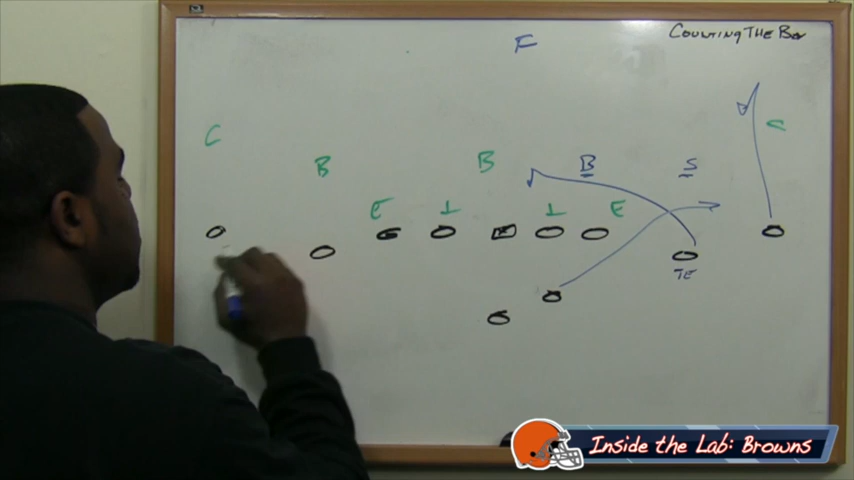 COUNTING THE BOX
F
C
C
B
B
B
S
E
T
T
E
TE
Inside the Lab: Browns